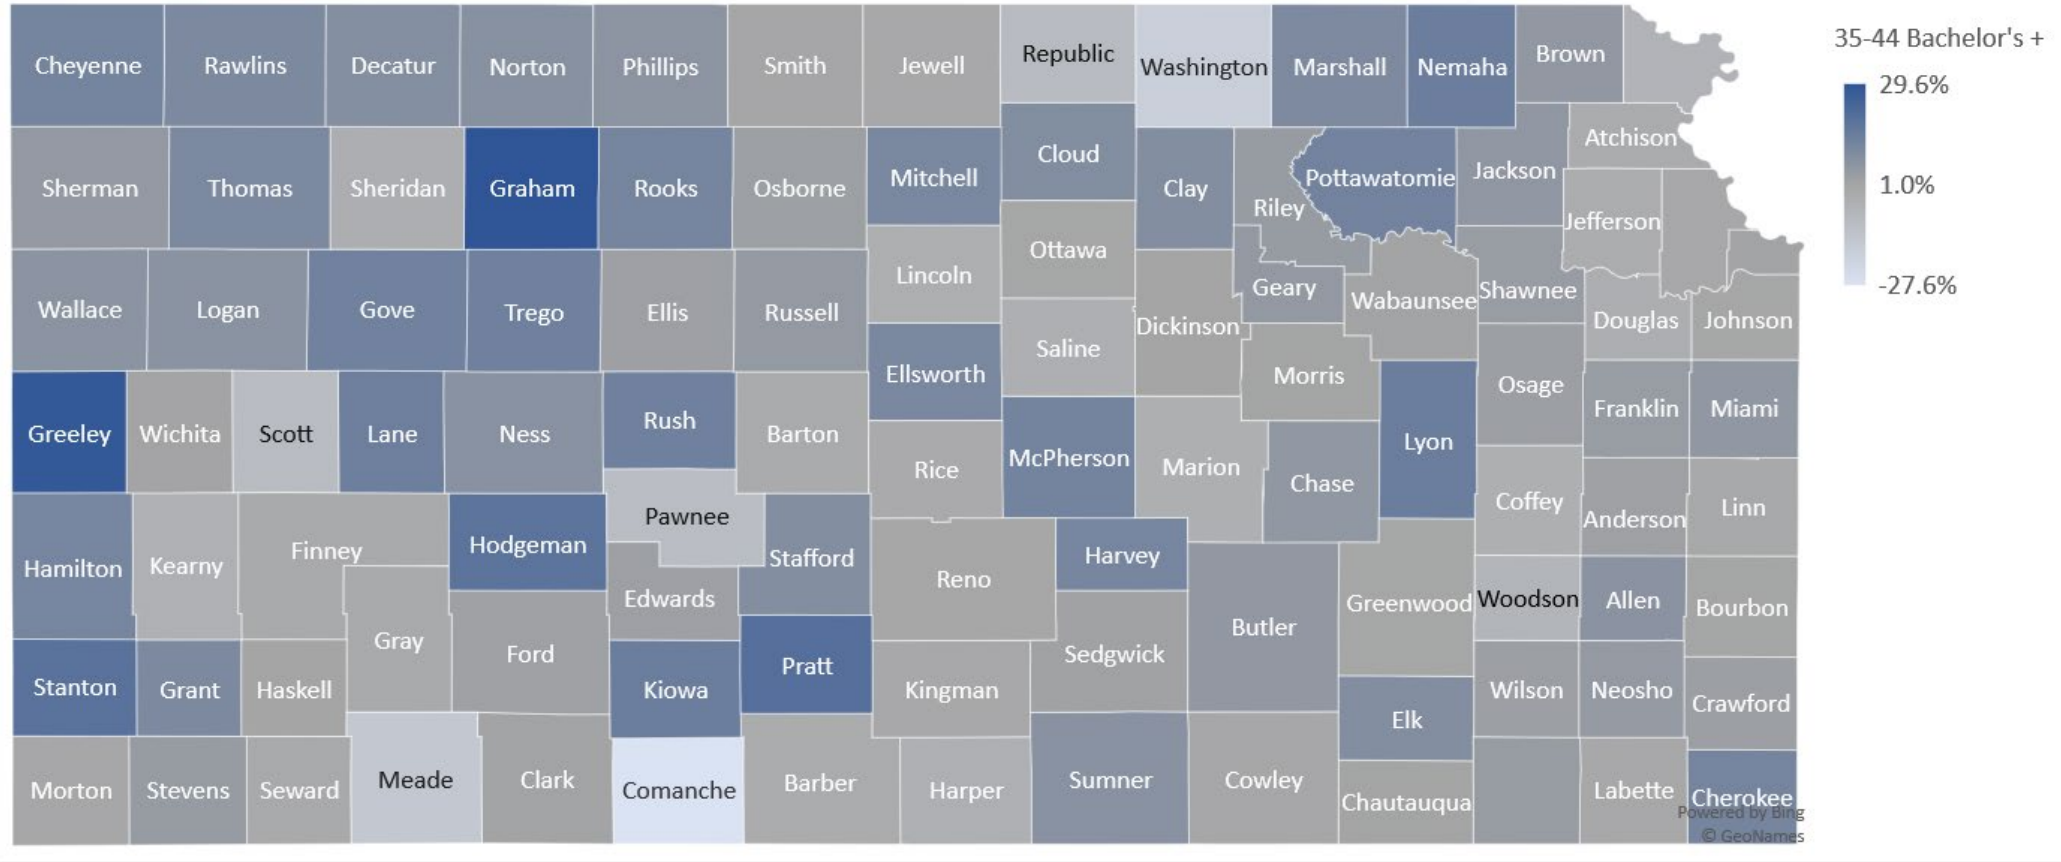 35-44 Bachelor's +
29.6%
1.0%
-27.6%
Cheyenne
Rawlins
Decatur
Norton
Phillips
Smith
Jewell
Republic
Washington
Marshall
Nemaha
Brown
Sherman
Thomas
Sheridan
Graham
Rooks
Osborne
Mitchell
Cloud
Clay
Riley
Pottawatomie
Jackson
Atchison
Jefferson
Wallace
Logan
Gove
Trego
Ellis
Russell
Lincoln
Ottawa
Saline
Dickinson
Geary
Wabaunsee
Shawnee
Douglas
Johnson
Greeley
Wichita
Scott
Lane
Ness
Rush
Barton
Ellsworth
Rice
McPherson
Marion
Morris
Chase
Lyon
Osage
Franklin
Miami
Coffey
Anderson
Linn
Hamilton
Kearny
Finney
Hodgeman
Pawnee
Stafford
Edwards
Reno
Harvey
Butler
Greenwood
Woodson
Allen
Bourbon
Stanton
Grant
Haskell
Gray
Ford
Kiowa
Pratt
Kingman
Sedgwick
Elk
Wilson
Neosho
Crawford
Morton
Stevens
Seward
Meade
Clark
Comanche
Barber
Harper
Sumner
Cowley
Chautauqua
Labette
Cherokee
Powered by Bing
© GeoNames